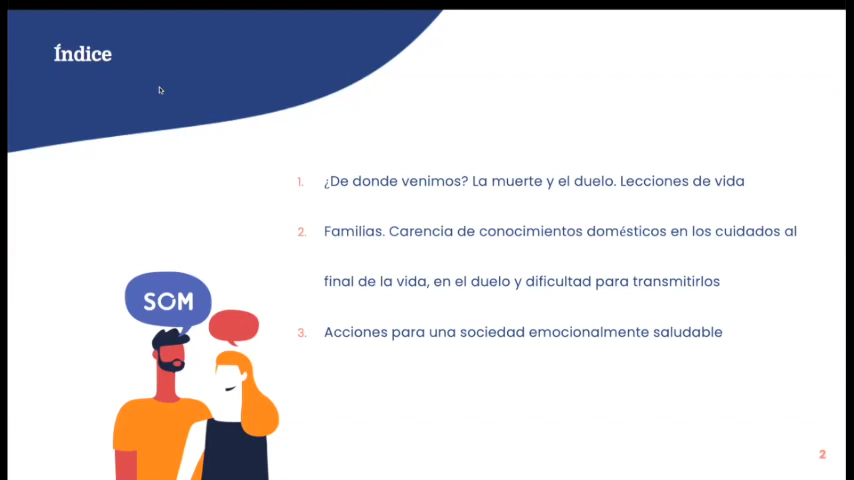 Índice
1. ¿De donde venimos? La muerte y el duelo. Lecciones de vida
2. Familias. Carencia de conocimientos domésticos en los cuidados al
final de la vida, en el duelo y dificultad para transmitirlos
3. Acciones para una sociedad emocionalmente saludable
SOM
2